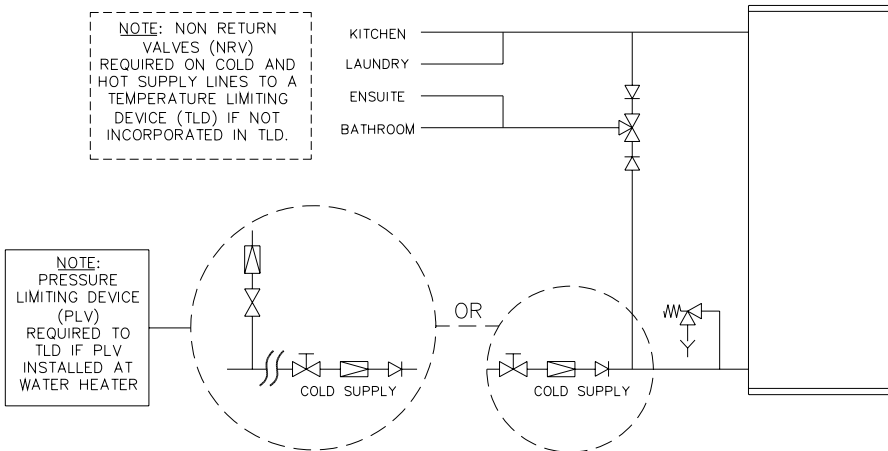 NOTE: NON RETURN
VALVES (NRV)
REQUIRED ON COLD AND
HOT SUPPLY LINES TO A
TEMPERATURE LIMITING
DEVICE (TLD) IF NOT
INCORPORATED IN TLD.
KITCHEN
LAUNDRY
ENSUITE
BATHROOM
NOTE:
PRESSURE
LIMITING DEVICE
(PLV)
REQUIRED TO
TLD IF PLV
INSTALLED AT
WATER HEATER
OR
COLD SUPPLY
COLD SUPPLY